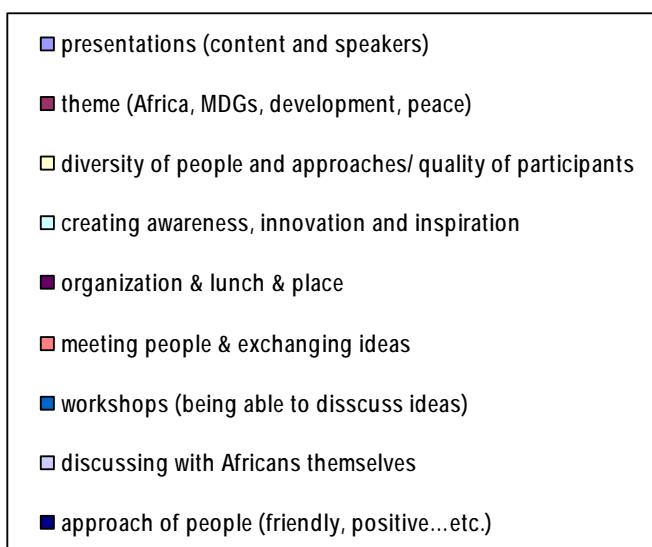 presentations (content and speakers)
theme (Africa, MDGs, development, peace)
diversity of people and approaches/ quality of participants
creating awareness, innovation and inspiration
organization & lunch & place
meeting people & exchanging ideas
workshops (being able to disscuss ideas)
discussing with Africans themselves
approach of people (friendly, positive...etc.)